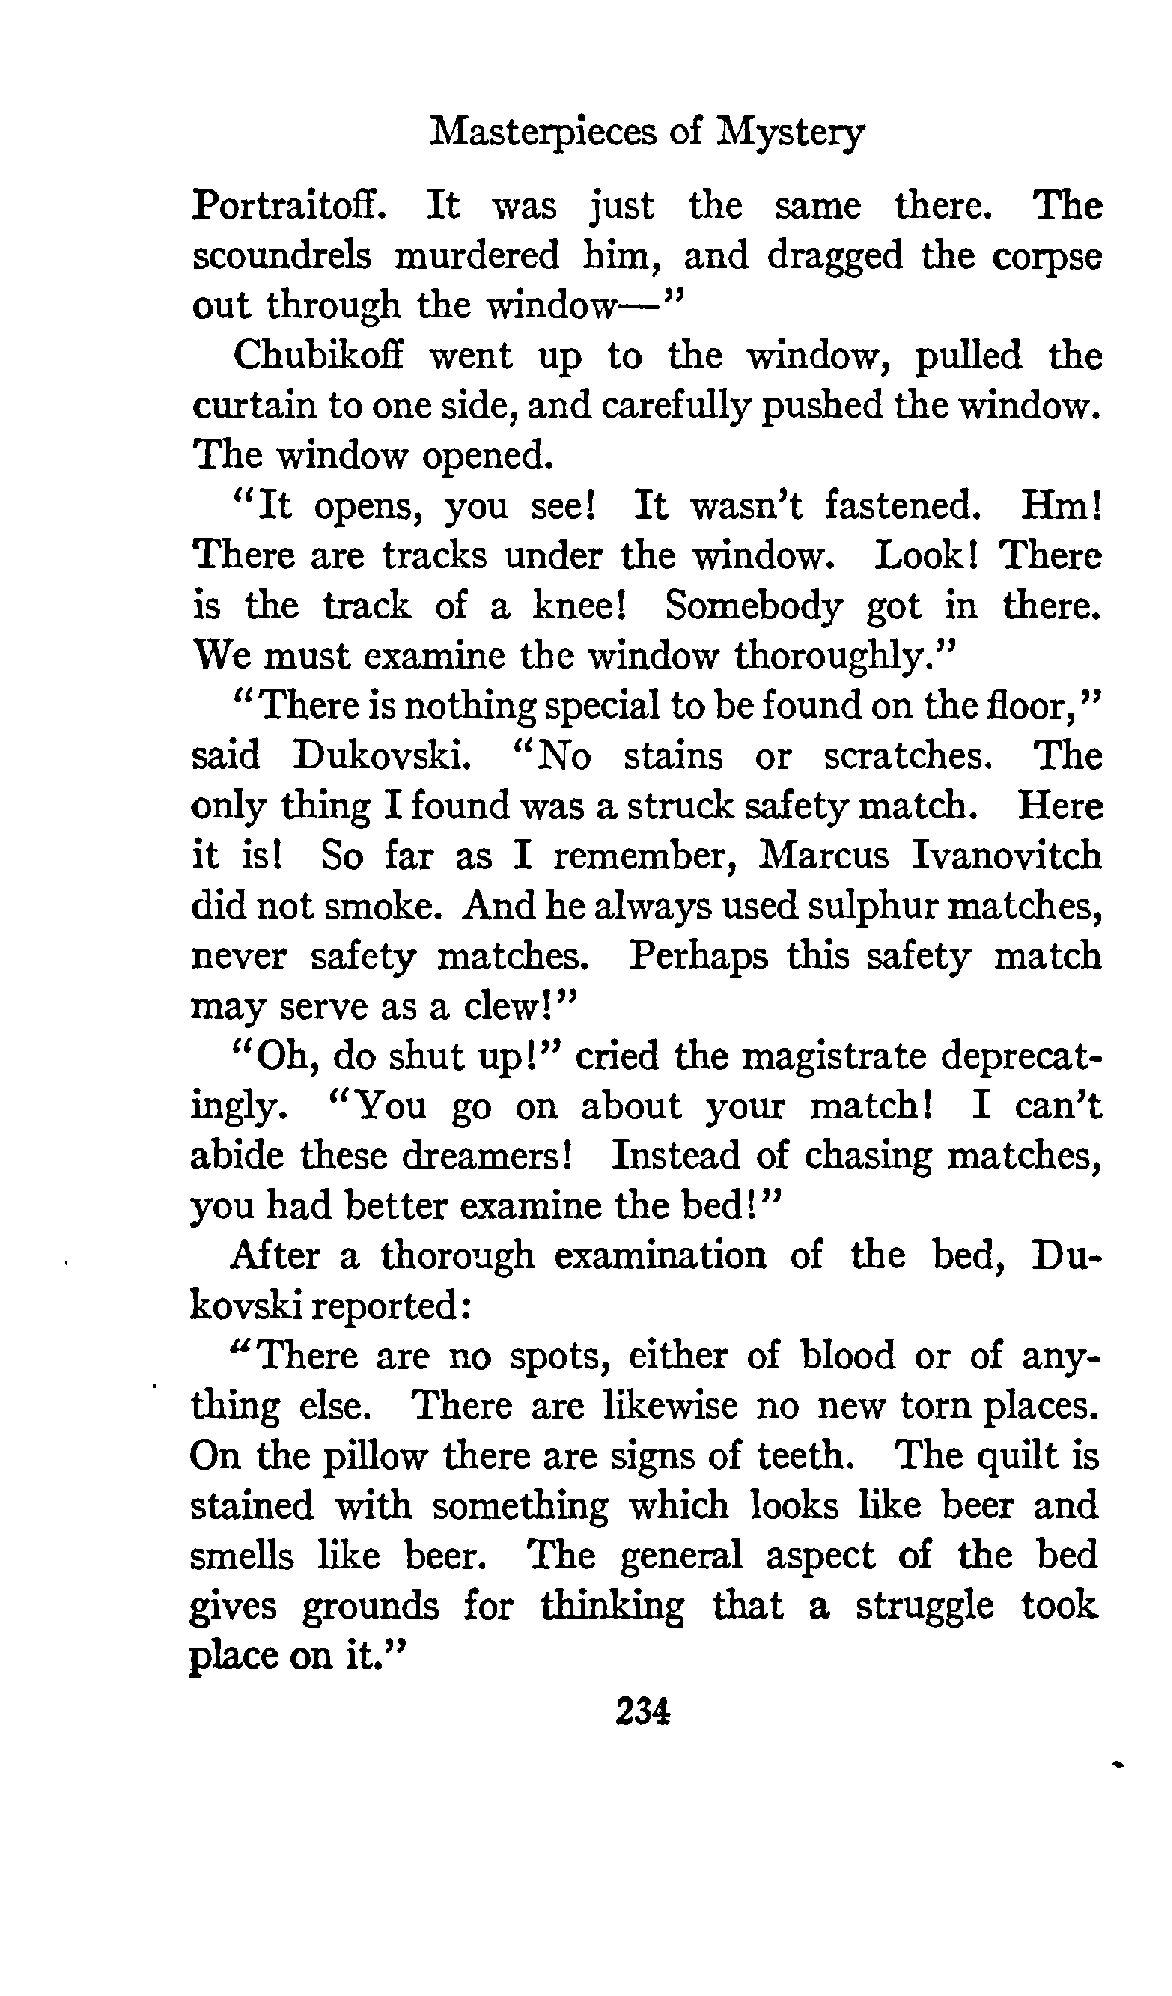 Masterpieces of Mystery
Portraitoff. It was just the same there. The
scoundrels murdered him, and dragged the corpse
out through the window—"
Chubikoff went up to the window, pulled the
curtain to one side, and carefully pushed the window.
The window opened.
"It opens, you see! It wasn't fastened. Hm!
There are tracks under the window. Look! There
is the track of a knee! Somebody got in there.
We must examine the window thoroughly."
"There is nothing special to be found on the floor,"
said Dukovski. "No stains or scratches. The
only thing I found was a struck safety match. Here
it is! So far as I remember, Marcus Ivanovitch
did not smoke. And he always used sulphur matches,
never safety matches. Perhaps this safety match
may serve as a clew!"
"Oh, do shut up!" cried the magistrate deprecat-
ingly. "You go on about your match! I can't
abide these dreamers! Instead of chasing matches,
you had better examine the bed!"
After a thorough examination of the bed, Du-
kovski reported:
"There are no spots, either of blood or of any-
thing else. There are likewise no new torn places.
On the pillow there are signs of teeth. The quilt is
stained with something which looks like beer and
smells like beer. The general aspect of the bed
gives grounds for thinking that a struggle took
place on it."
234